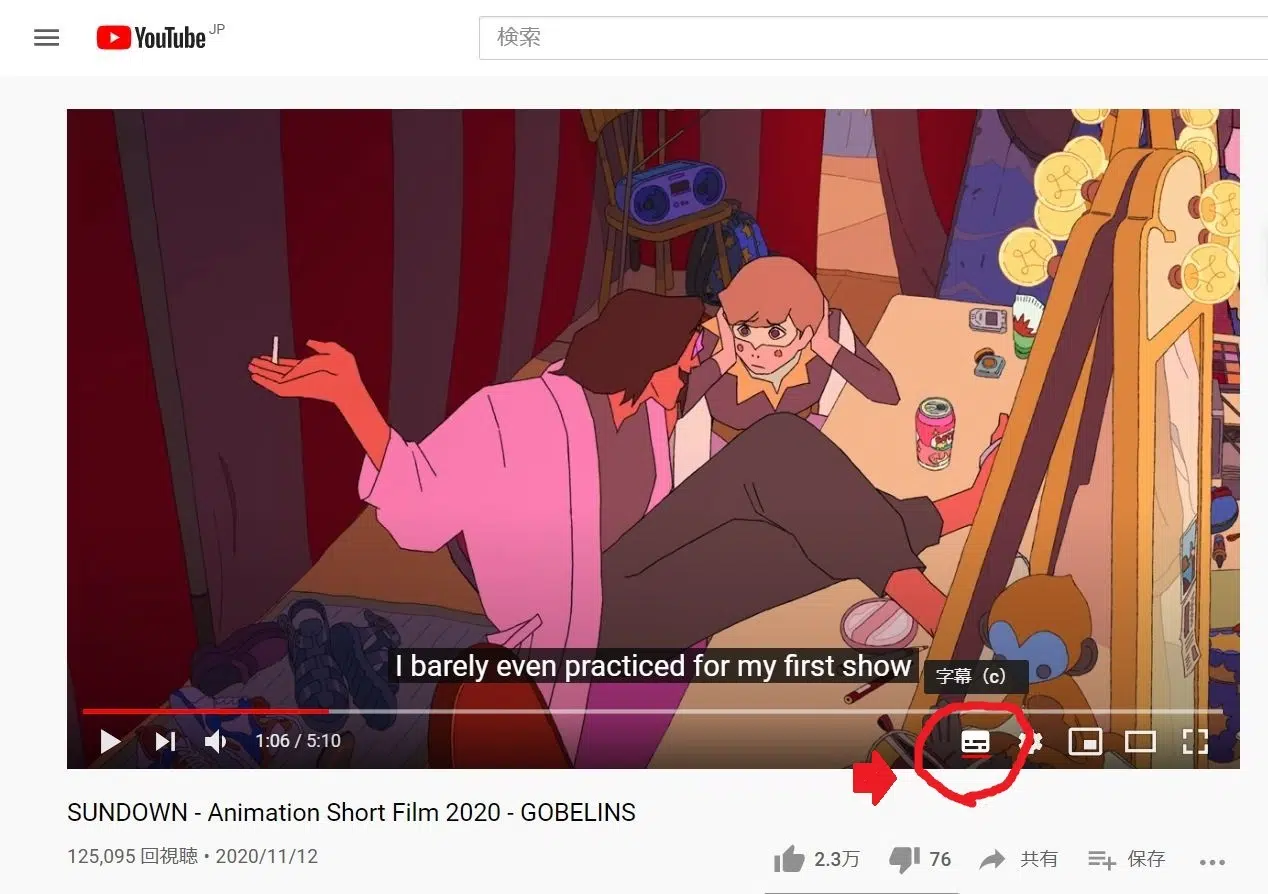 YouTube JP
検索
I barely even practiced for my first show
字幕（c）
1:06 / 5:10
SUNDOWN - Animation Short Film 2020 - GOBELINS
125,095 回視聴・2020/11/12
2.3万 76 共有 保存